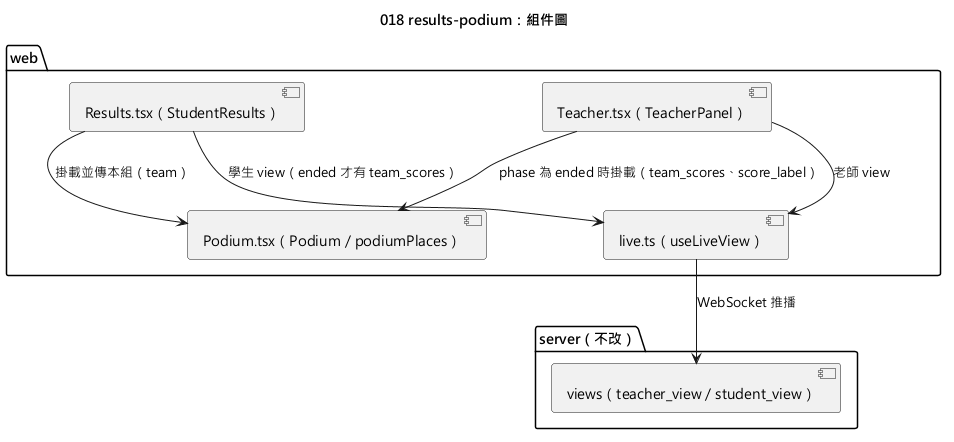 018 results-podium：組件圖
web
Results.tsx（StudentResults）
Teacher.tsx（TeacherPanel）
掛載並傳本組（team）
學生 view（ended 才有 team_scores）
phase 為 ended 時掛載（team_scores、score_label）
老師 view
Podium.tsx（Podium / podiumPlaces）
live.ts（useLiveView）
WebSocket 推播
server（不改）
views（teacher_view / student_view）